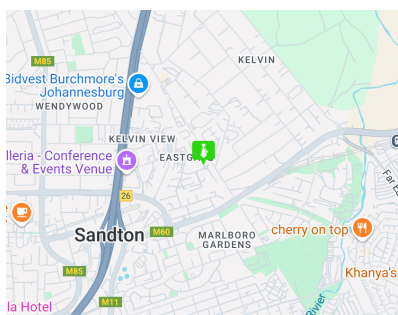 KELVIN
M85
Bidvest Burchmore's
Johannesburg
WENDYWOOD
KELVIN VIEW
lleria - Conference
& Events Venue
26
Sandton
M60
MARLBORO
GARDENS
cherry on top
Far E
M85
Khanya's
la Hotel
M11
Rivier